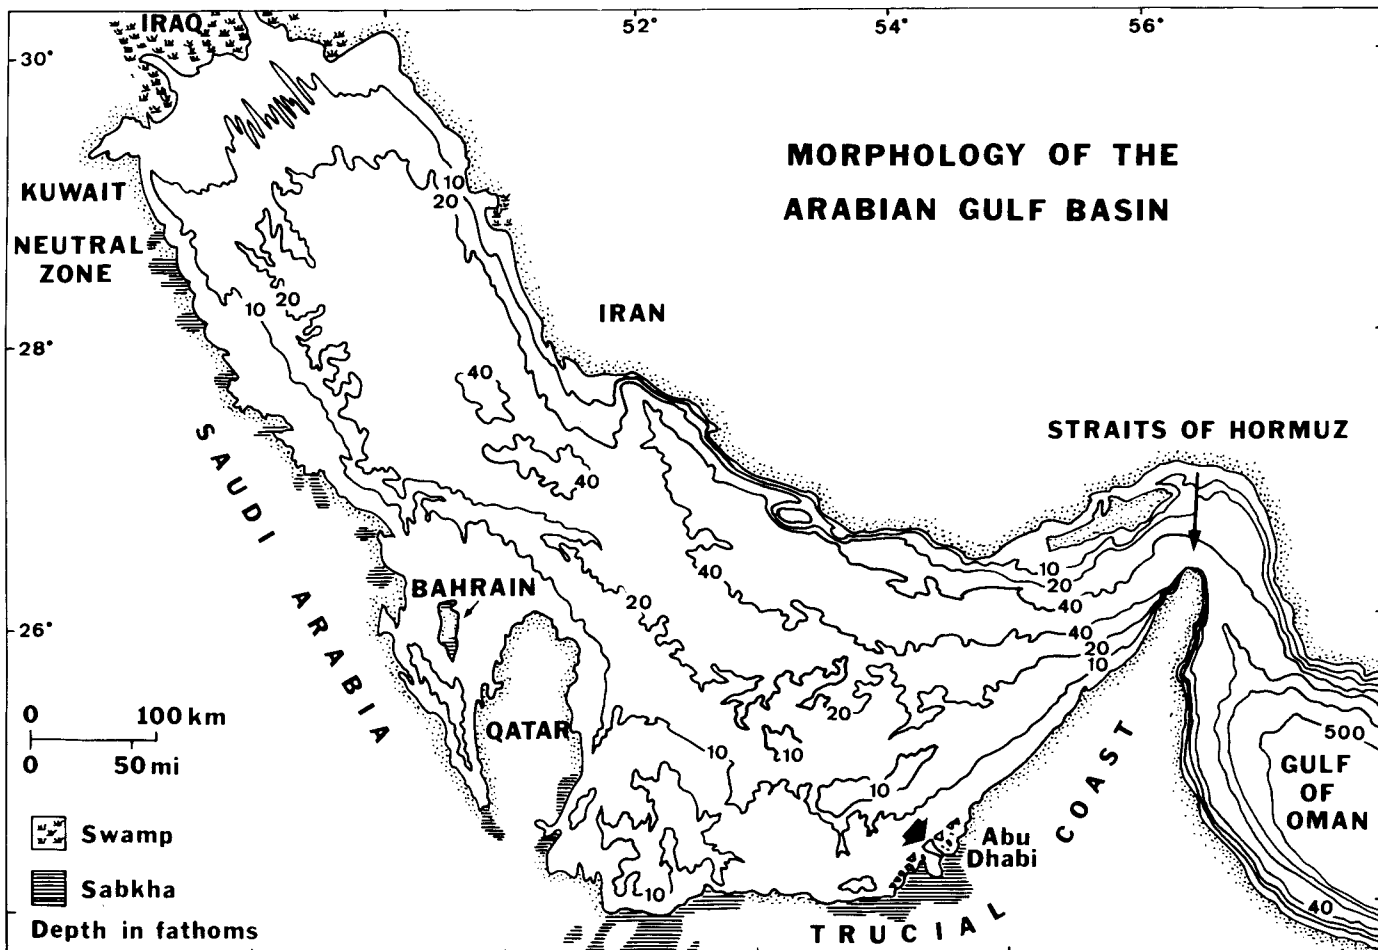 52°
54°
56°
IRAQ
30°
MORPHOLOGY OF THE
ARABIAN GULF BASIN
10
20
KUWAIT
NEUTRAL
ZONE
20
10
IRAN
28°
40
40
STRAITS OF HORMUZ
SAUDI ARABIA
10
20
40
40
BAHRAIN
20
26°
40
20
10
0 100 km
0 50 mi
QATAR
10
10
20
10
500
GULF
OF
OMAN
Swamp
Abu
Dhabi
Sabkha
10
40
Depth in fathoms
TRUCIAL COAST